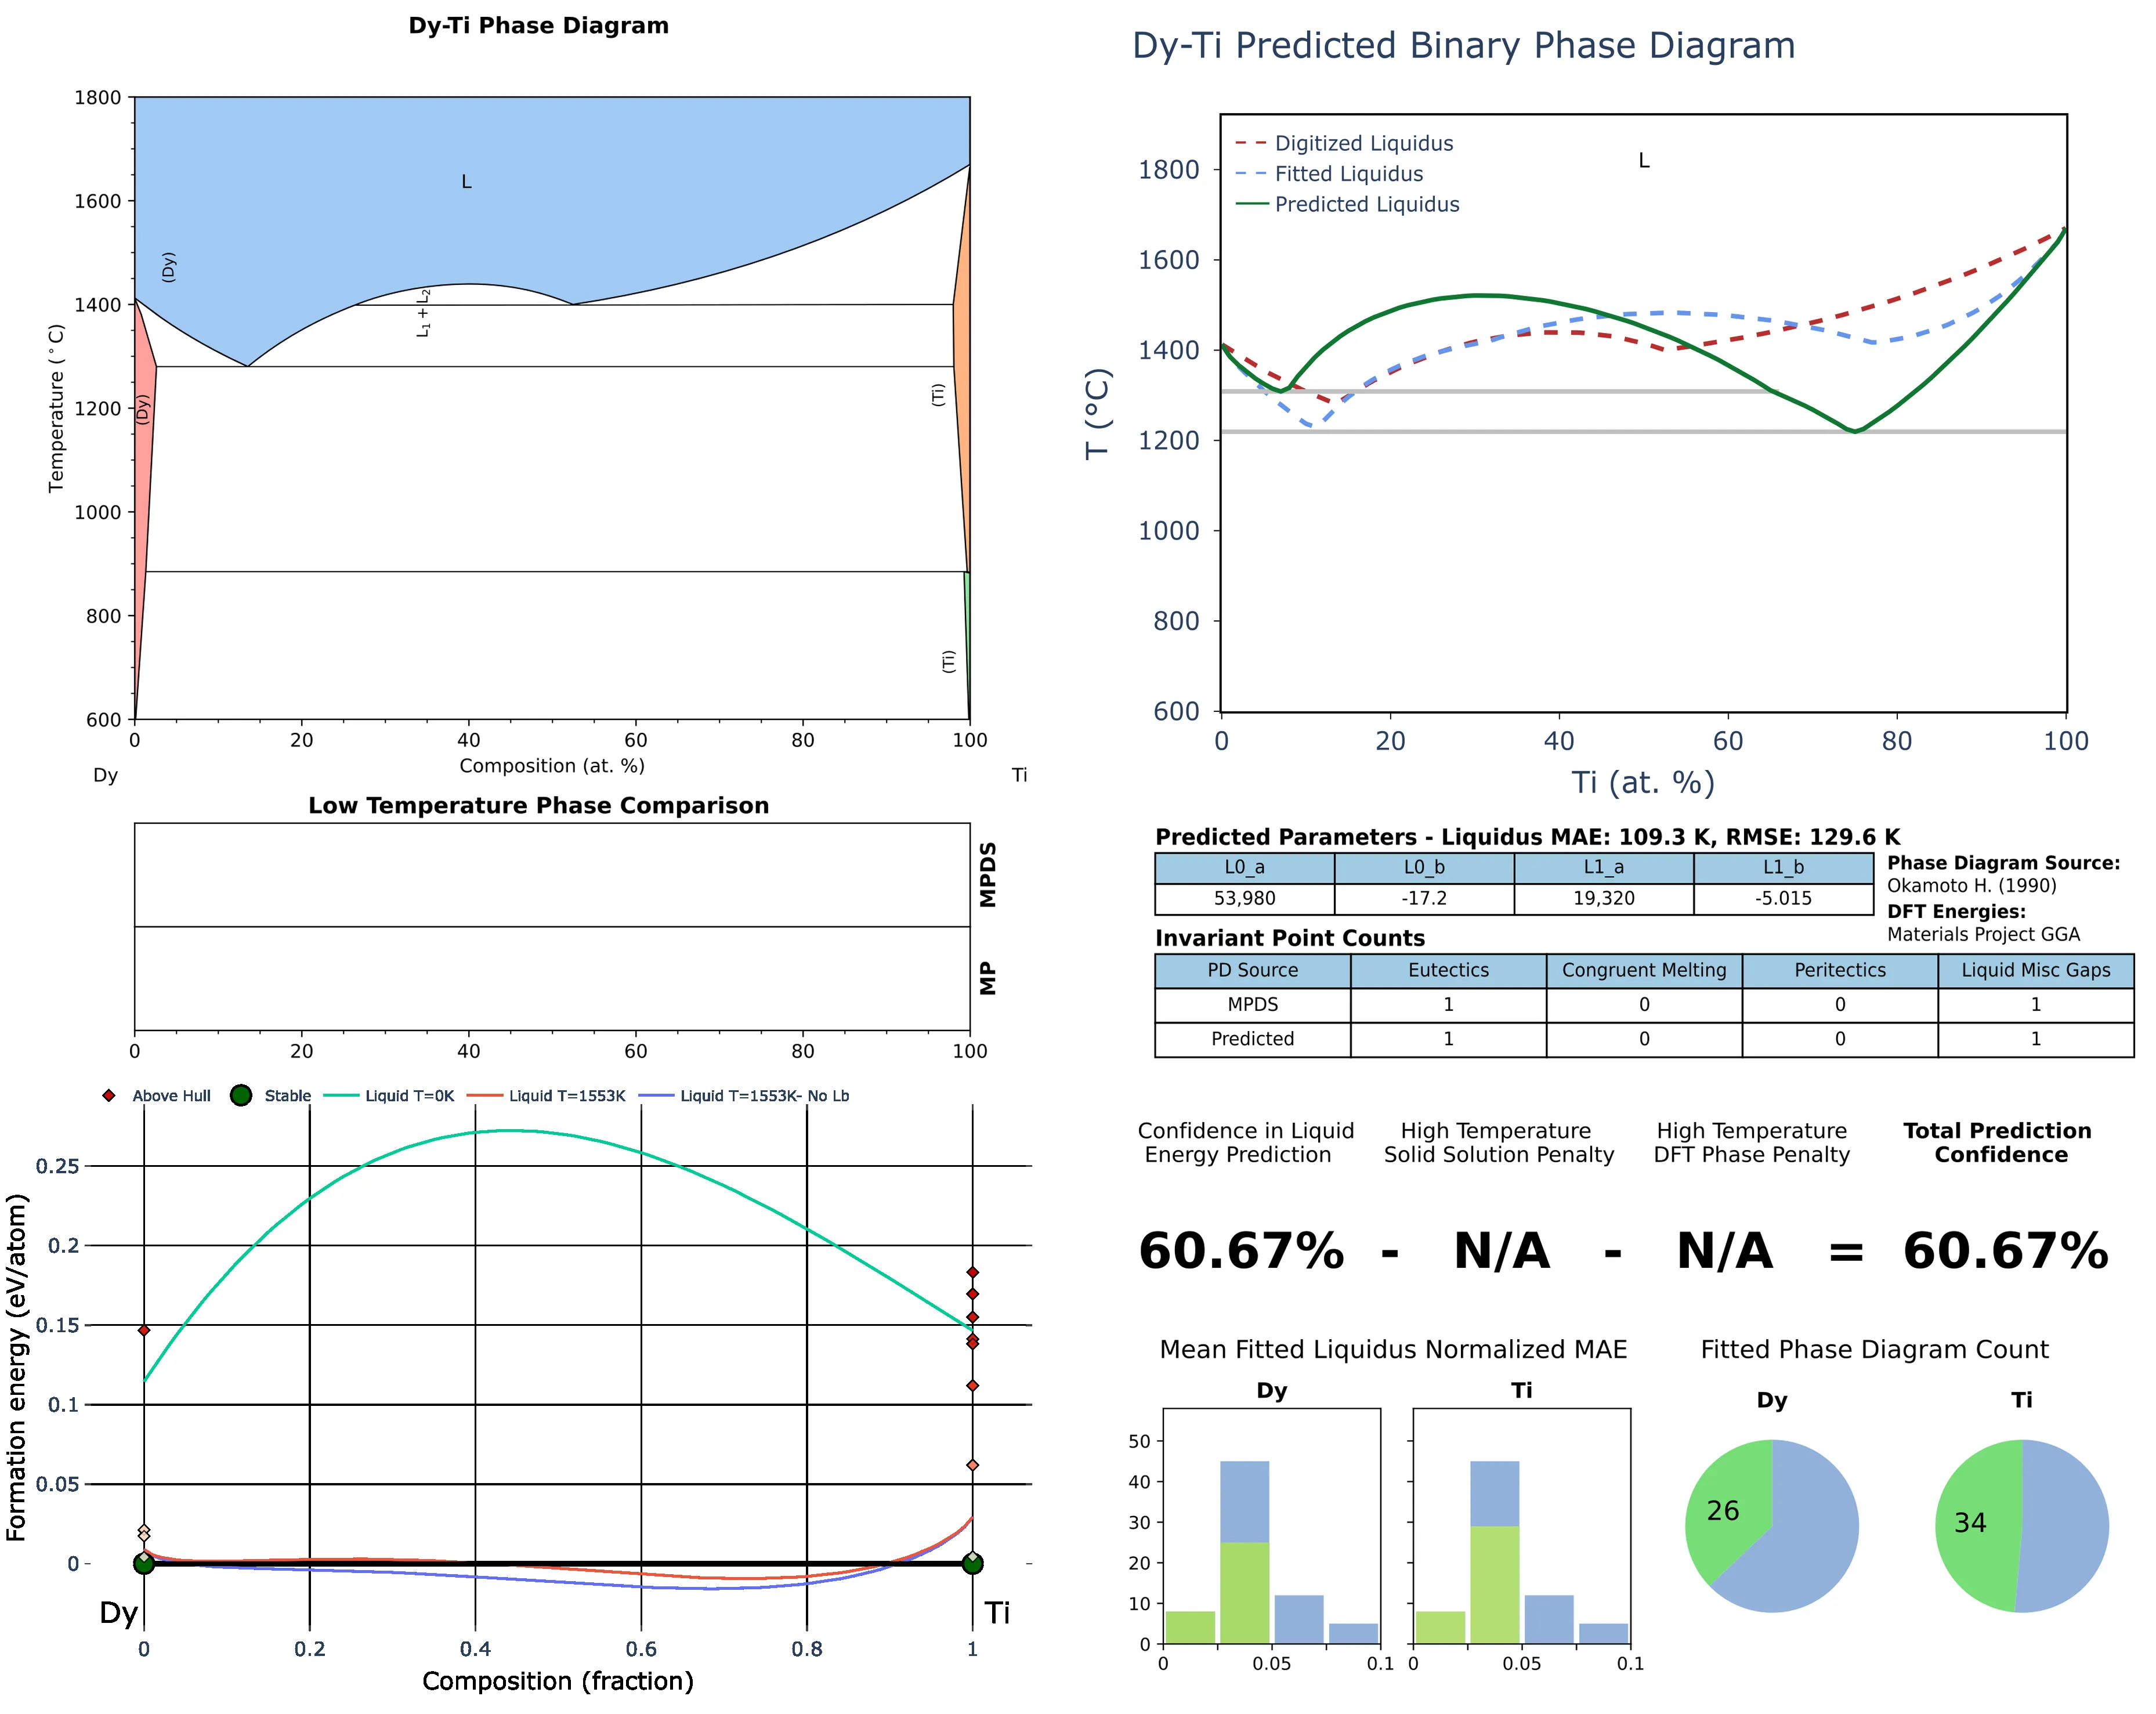 Dy-Ti Phase Diagram
1800
1600
1400
1200
1000
800
600
Temperature (°C)
L
(Dy)
L1 + L2
(Dy)
(Ti)
(Ti)
0 20 40 60 80 100
Composition (at. %)
Dy Ti
Dy-Ti Predicted Binary Phase Diagram
Digitized Liquidus
Fitted Liquidus
Predicted Liquidus
L
1800
1600
1400
1200
1000
800
600
T (°C)
0 20 40 60 80 100
Ti (at. %)
Low Temperature Phase Comparison
MPDS
MP
0 20 40 60 80 100
Predicted Parameters - Liquidus MAE: 109.3 K, RMSE: 129.6 K
L0_a L0_b L1_a L1_b
53,980 -17.2 19,320 -5.015
Phase Diagram Source:
Okamoto H. (1990)
DFT Energies:
Materials Project GGA
Invariant Point Counts
PD Source Eutectics Congruent Melting Peritectics Liquid Misc Gaps
MPDS 1 0 0 1
Predicted 1 0 0 1
Above Hull Stable Liquid T=0K Liquid T=1553K Liquid T=1553K- No Lb
0.25
0.2
0.15
0.1
0.05
0
Formation energy (eV/atom)
Dy Ti
0 0.2 0.4 0.6 0.8 1
Composition (fraction)
Confidence in Liquid
Energy Prediction
High Temperature
Solid Solution Penalty
High Temperature
DFT Phase Penalty
Total Prediction
Confidence
60.67% - N/A - N/A = 60.67%
Mean Fitted Liquidus Normalized MAE
Dy Ti
50
40
30
20
10
0
0 0.05 0.1
0 0.05 0.1
Fitted Phase Diagram Count
Dy Ti
26 34